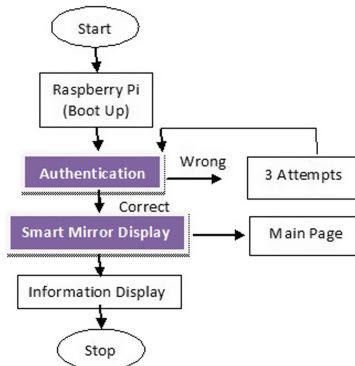 Start
Raspberry Pi
(Boot Up)
Authentication
Wrong
3 Attempts
Correct
Smart Mirror Display
Main Page
Information Display
Stop